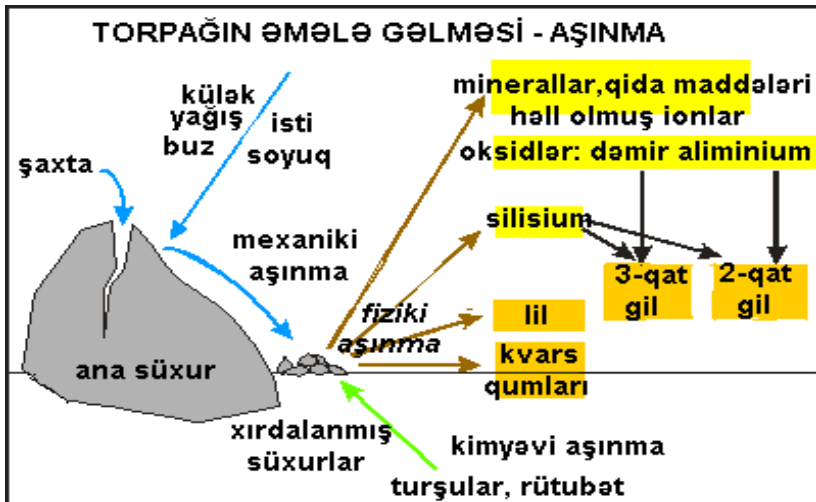 TORPAĞIN ƏMƏLƏ GƏLMƏSİ - AŞINMA
külək
yağış
buz
isti
soyuq
şaxta
mexaniki
aşınma
ana süxur
xırdalanmış
süxurlar
fiziki
aşınma
kimyəvi aşınma
turşular, rütubət
minerallar,qida maddələri
həll olmuş ionlar
oksidlər: dəmir aliminium
silisium
3-qat
gil
2-qat
gil
lil
kvars
qumları